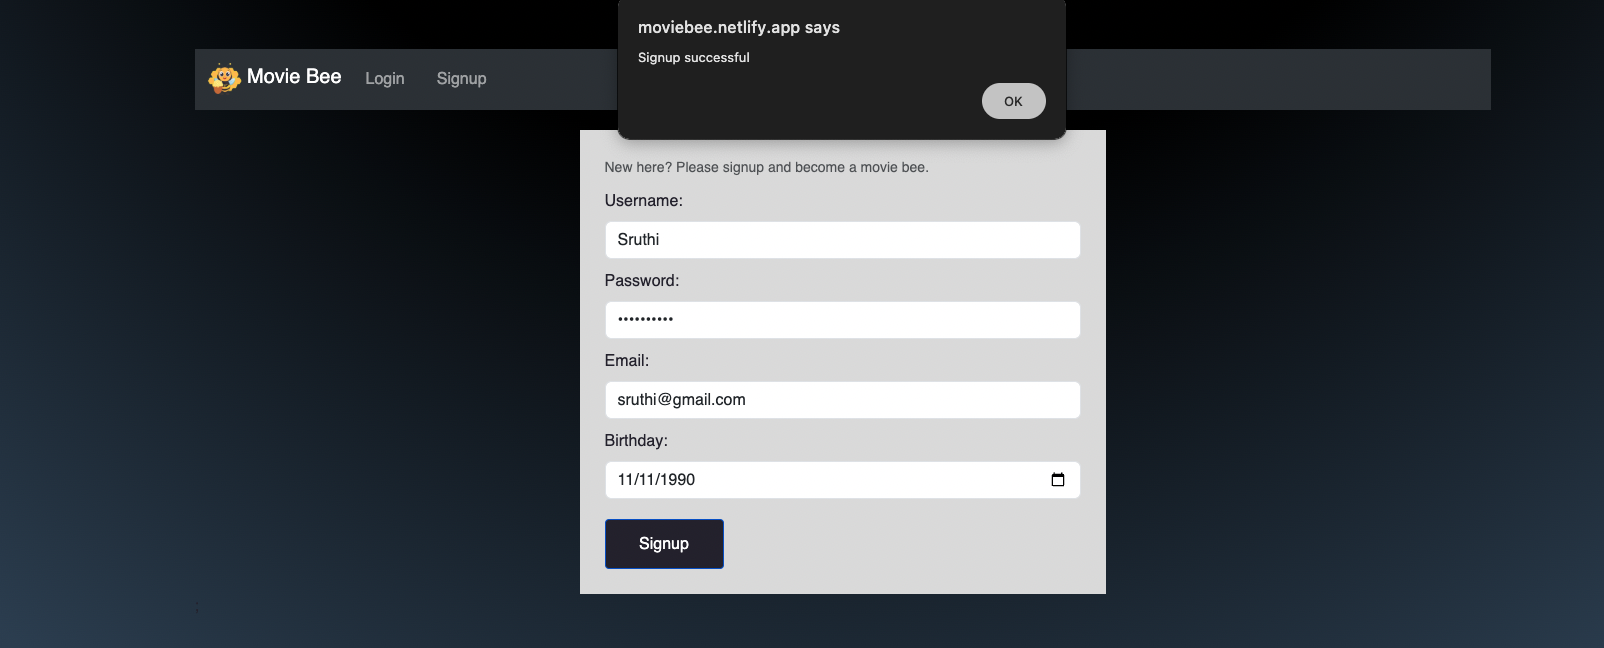 moviebee.netlify.app says
Signup successful
OK
Movie Bee Login Signup
New here? Please signup and become a movie bee.
Username:
Sruthi
Password:
••••••••••
Email:
sruthi@gmail.com
Birthday:
11/11/1990
Signup
;